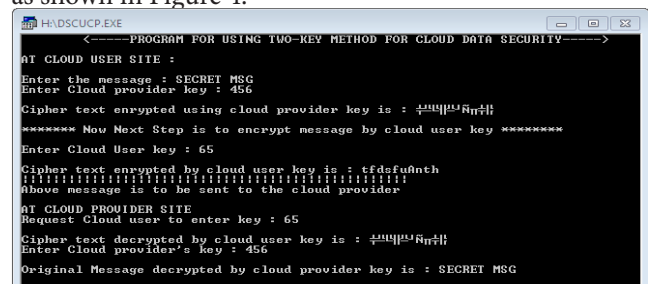 as shown in Figure 4.
H:\DSCUCP.EXE
<-----PROGRAM FOR USING TWO-KEY METHOD FOR CLOUD DATA SECURITY----->
AT CLOUD USER SITE :
Enter the message : SECRET MSG
Enter Cloud provider key : 456
Cipher text enrypted using cloud provider key is :
******* Now Next Step is to encrypt message by cloud user key ********
Enter Cloud User key : 65
Cipher text enrypted by cloud user key is : tfdsfuAnth
Above message is to be sent to the cloud provider
AT CLOUD PROVIDER SITE
Request Cloud user to enter key : 65
Cipher text decrypted by cloud user key is :
Enter Cloud provider's key : 456
Original Message decrypted by cloud provider key is : SECRET MSG